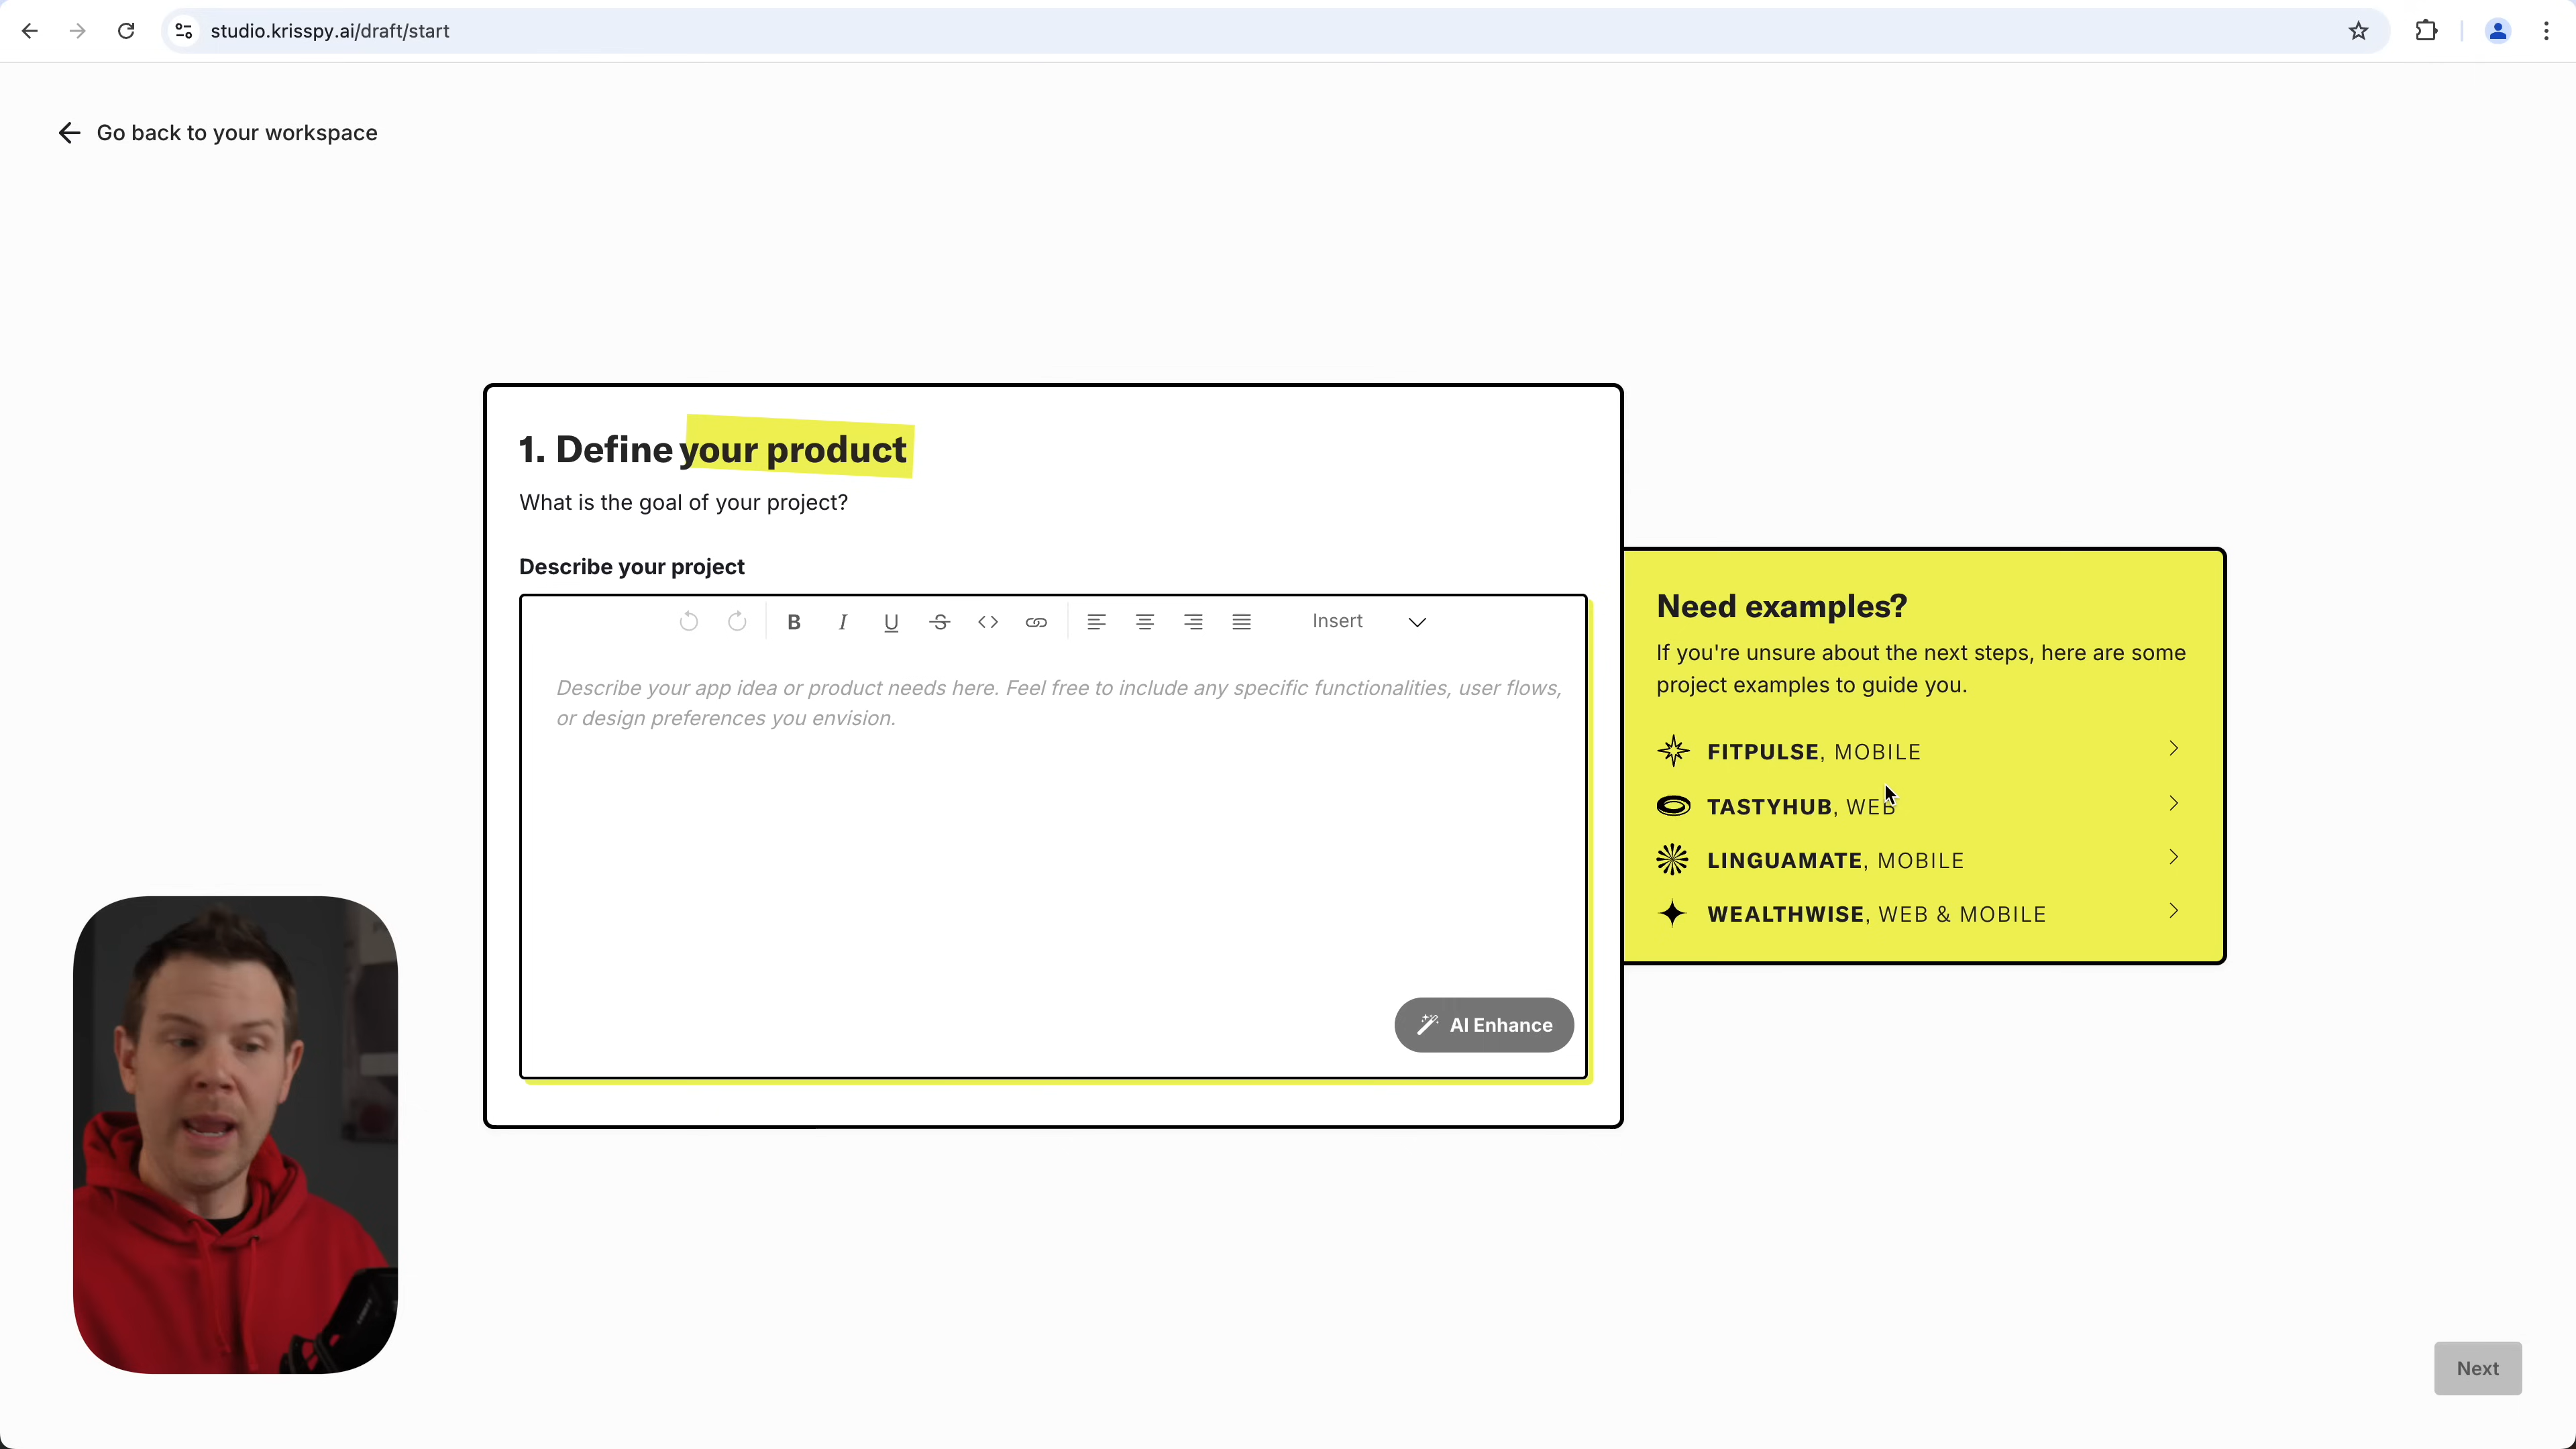 studio.krisspy.ai/draft/start
Go back to your workspace
1. Define your product
What is the goal of your project?
Describe your project
Insert
Describe your app idea or product needs here. Feel free to include any specific functionalities, user flows,
or design preferences you envision.
AI Enhance
Need examples?
If you're unsure about the next steps, here are some
project examples to guide you.
FITPULSE, MOBILE
TASTYHUB, WEB
LINGUAMATE, MOBILE
WEALTHWISE, WEB & MOBILE
Next